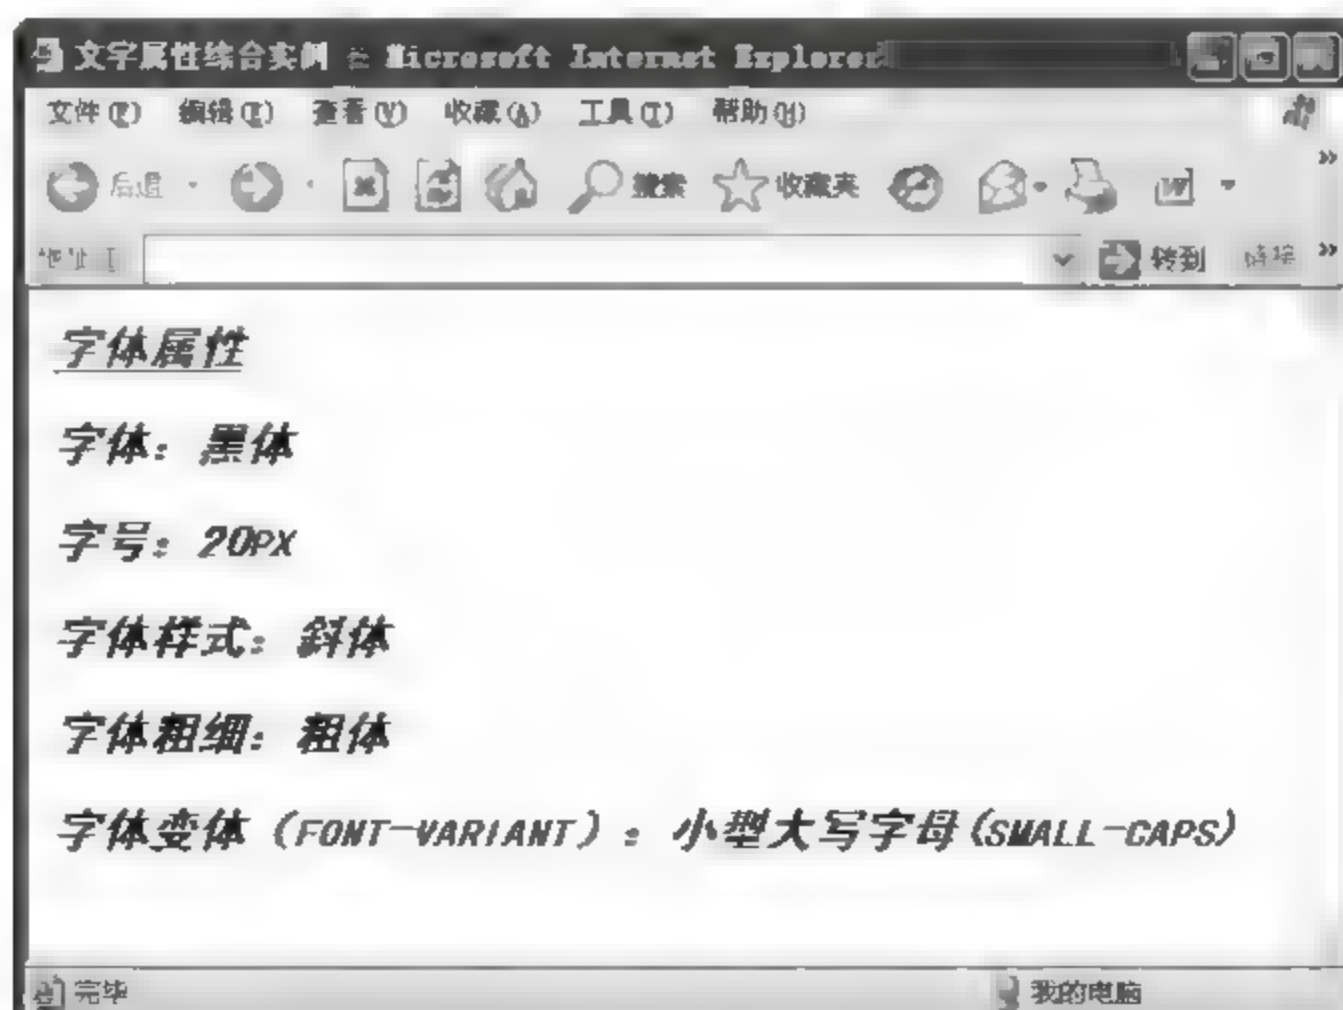 文字属性综合实例 - Microsoft Internet Explorer
文件(F) 编辑(E) 查看(V) 收藏(A) 工具(T) 帮助(H)
后退 搜索 收藏夹 »
转到 链接 »
字体属性
字体：黑体
字号：20PX
字体样式：斜体
字体粗细：粗体
字体变体（FONT-VARIANT）：小型大写字母(SMALL-CAPS)
完毕 我的电脑